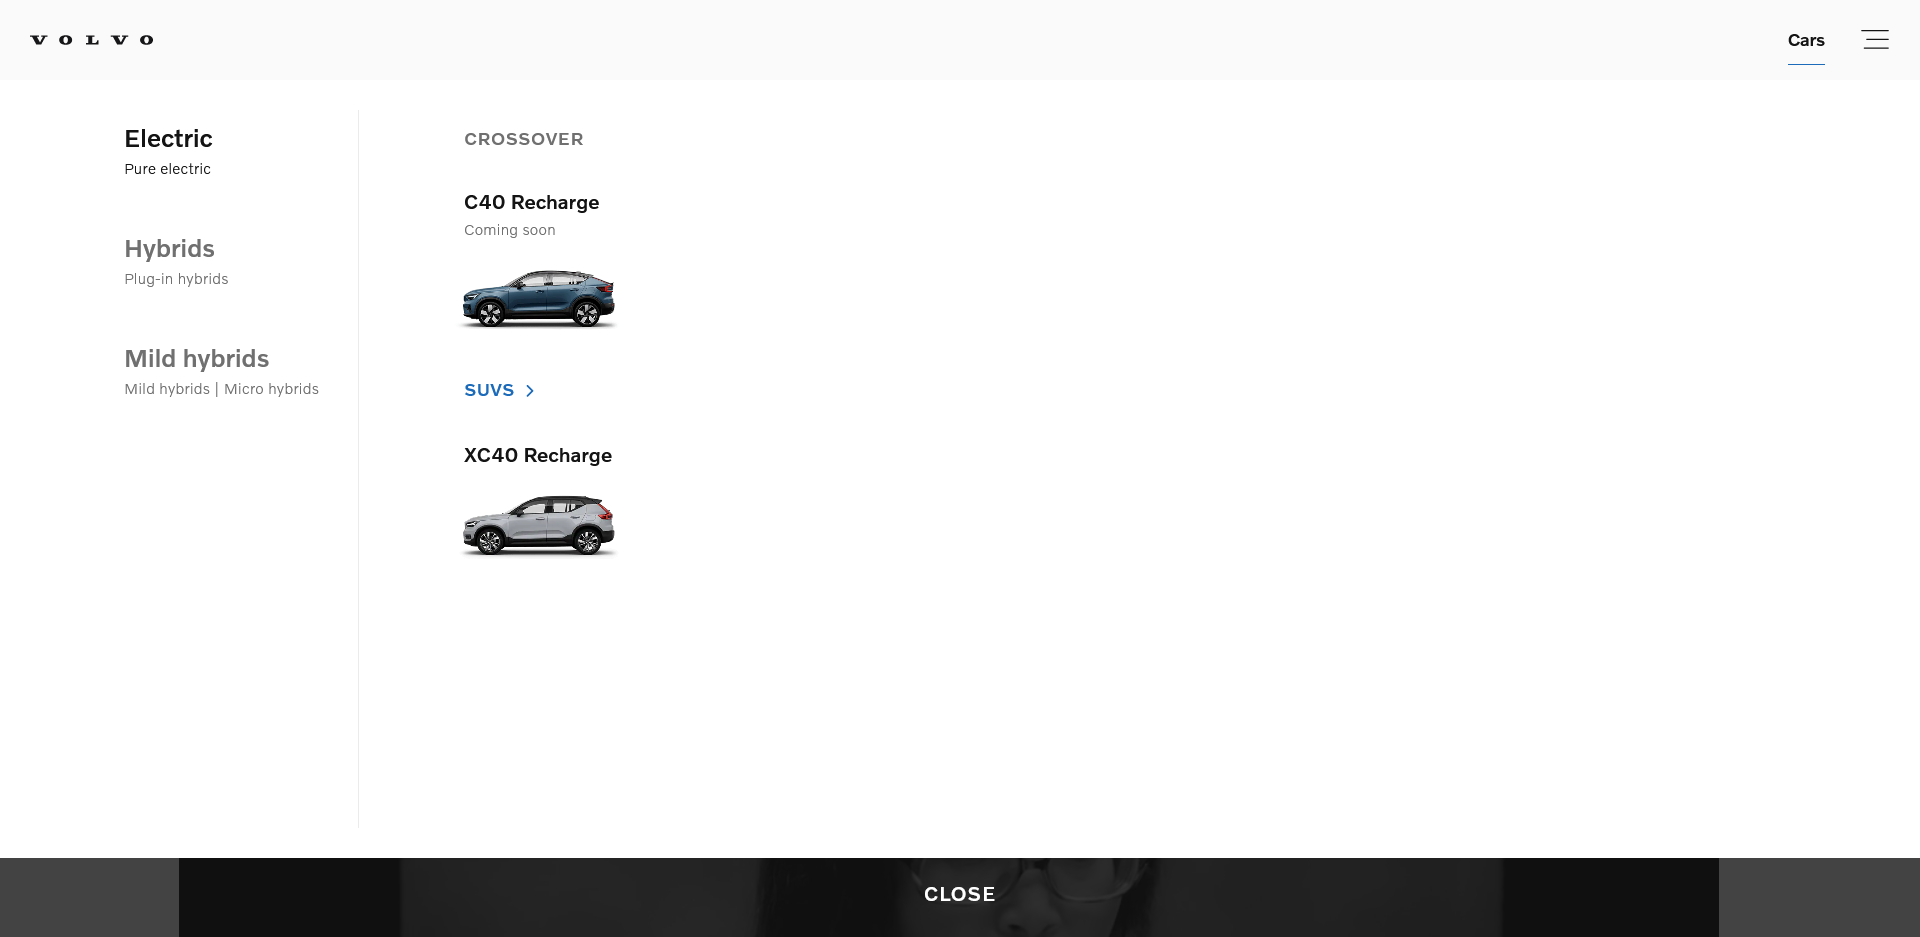 VOLVO
Cars
Electric
Pure electric
Hybrids
Plug-in hybrids
Mild hybrids
Mild hybrids | Micro hybrids
CROSSOVER
C40 Recharge
Coming soon
SUVS
XC40 Recharge
CLOSE